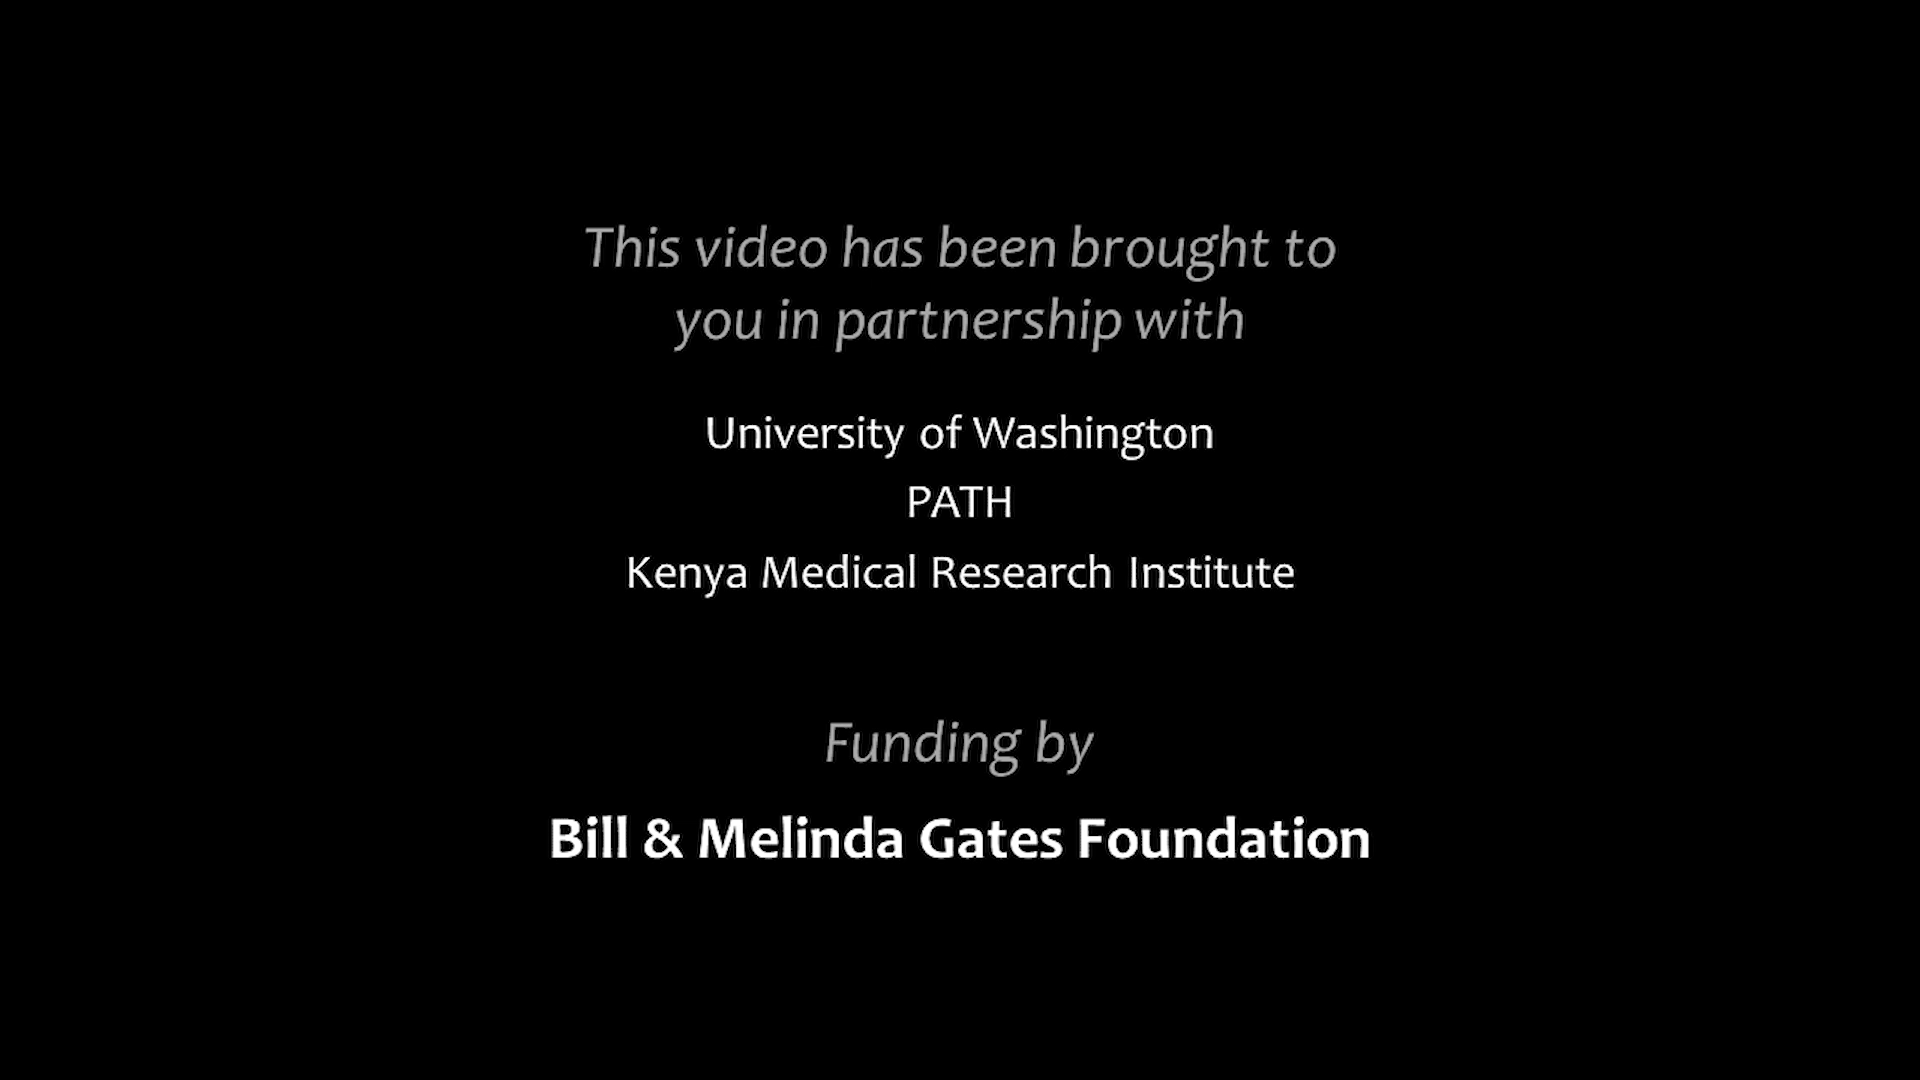 This video has been brought to
you in partnership with
University of Washington
PATH
Kenya Medical Research Institute
Funding by
Bill & Melinda Gates Foundation